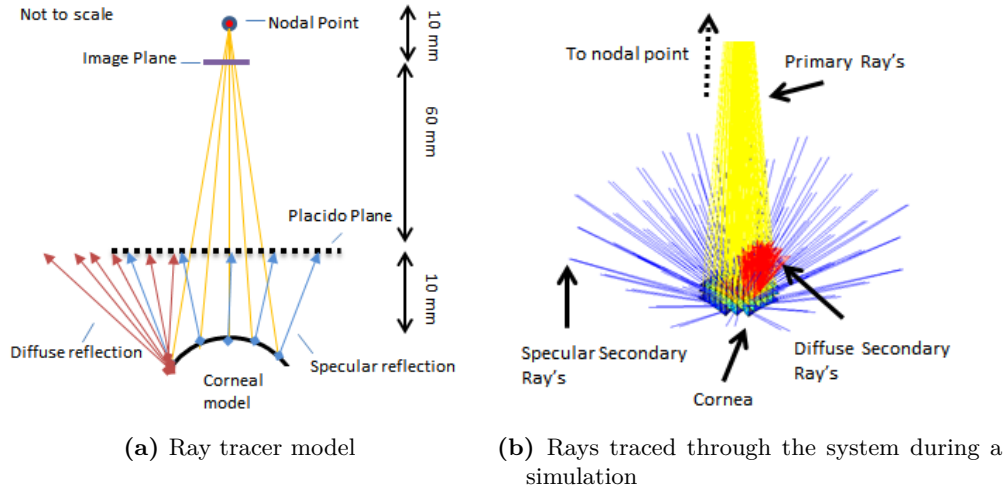 Not to scale
Nodal Point
10 mm
Image Plane
60 mm
Placido Plane
10 mm
Diffuse reflection
Specular reflection
Corneal
model
(a) Ray tracer model
To nodal point
Primary Ray's
Specular Secondary
Ray's
Diffuse Secondary
Ray's
Cornea
(b) Rays traced through the system during a
simulation